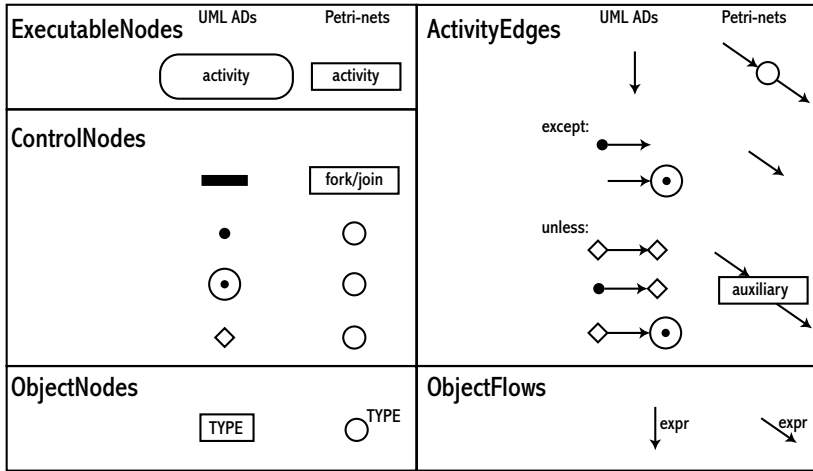 ExecutableNodes
UML ADs
Petri-nets
activity
activity
ControlNodes
fork/join
ObjectNodes
TYPE
TYPE
ActivityEdges
UML ADs
Petri-nets
except:
unless:
auxiliary
ObjectFlows
expr
expr